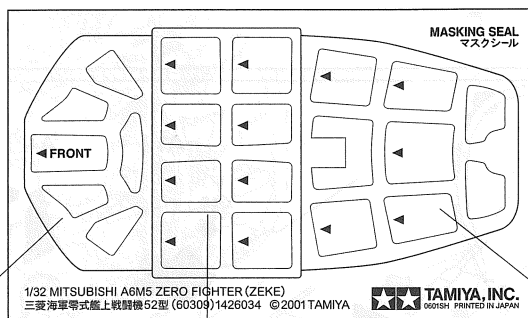 MASKING SEAL
マスクシール
FRONT
1/32 MITSUBISHI A6M5 ZERO FIGHTER (ZEKE)
三菱海軍零式艦上戦闘機52型 (60309) 1426034 ©2001 TAMIYA
TAMIYA, INC.
0601SH PRINTED IN JAPAN